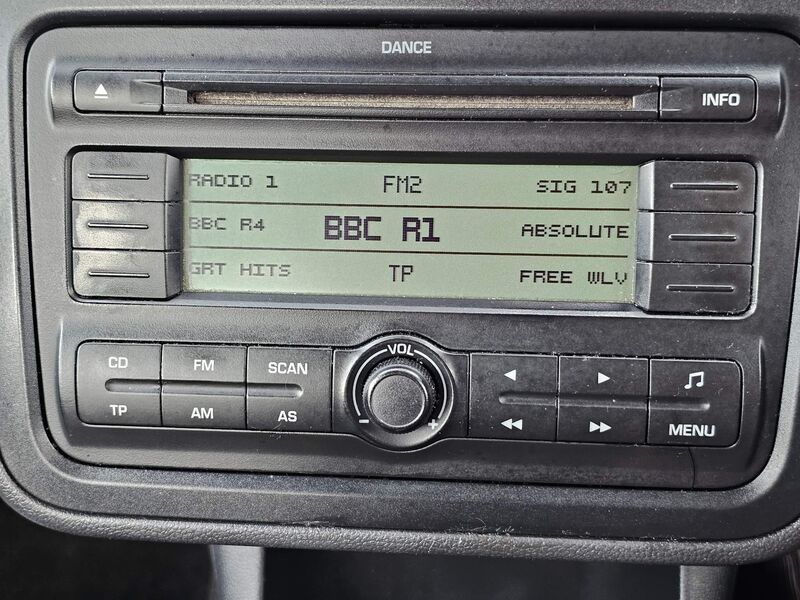 DANCE
INFO
RADIO 1 FM2 SIG 107
BBC R4 BBC R1 ABSOLUTE
GRT HITS TP FREE WLV
CD FM SCAN VOL
TP AM AS - + MENU